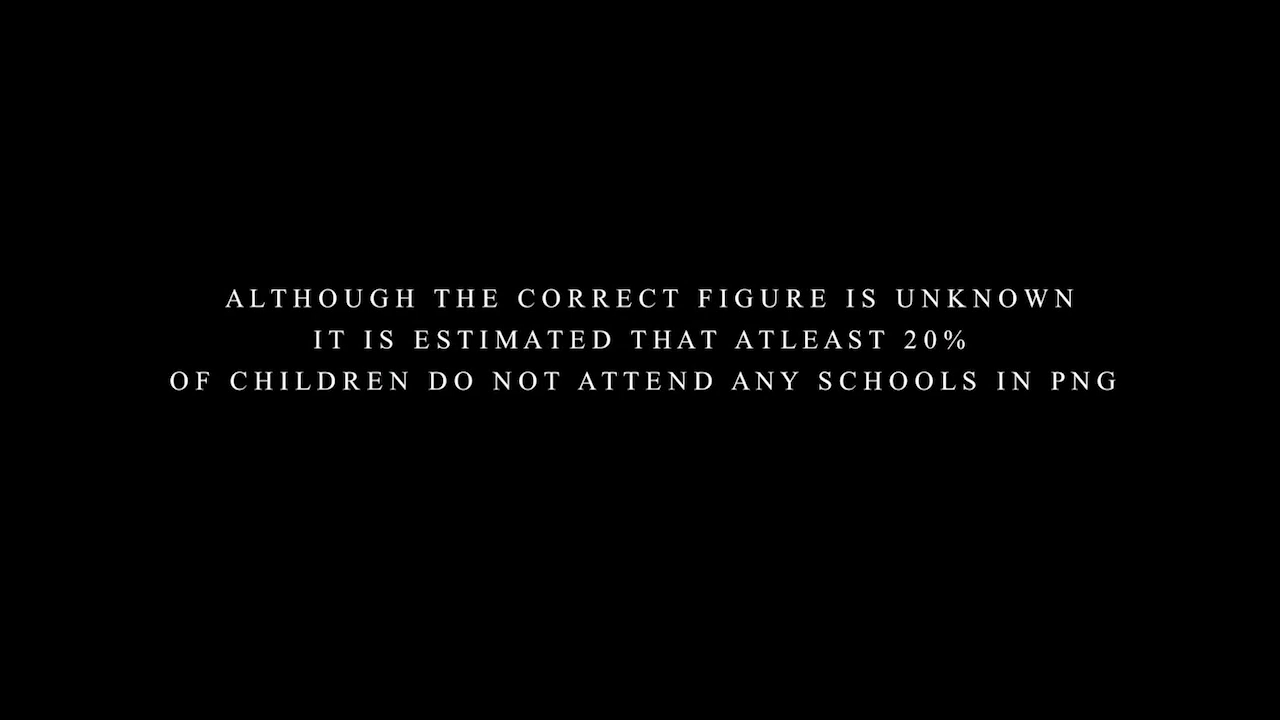 ALTHOUGH THE CORRECT FIGURE IS UNKNOWN
IT IS ESTIMATED THAT ATLEAST 20%
OF CHILDREN DO NOT ATTEND ANY SCHOOLS IN PNG